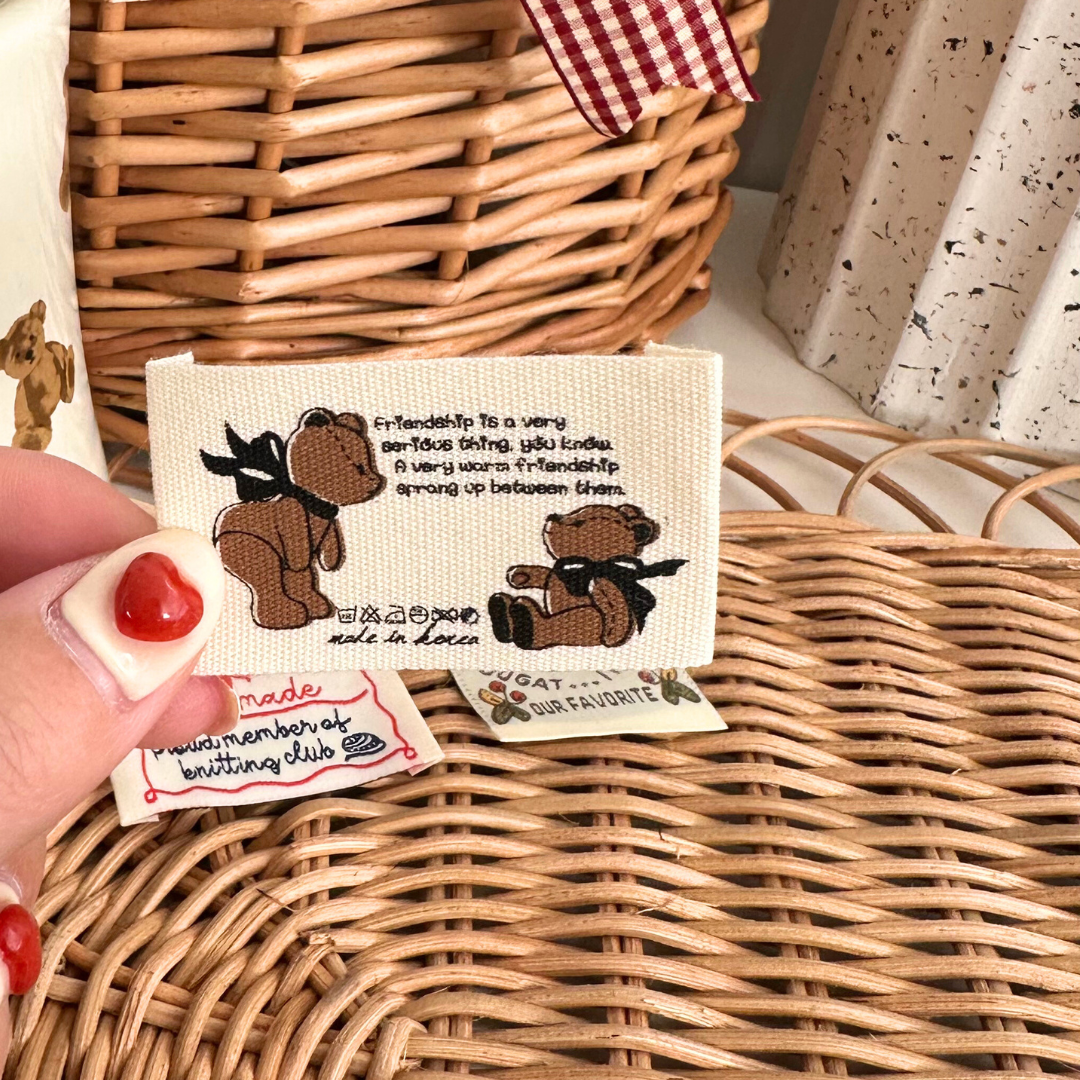 Friendship is a very
serious thing, you know.
A very warm friendship
sprang up between them.
made in korea
made
proud member of
knitting club
OUR FAVORITE